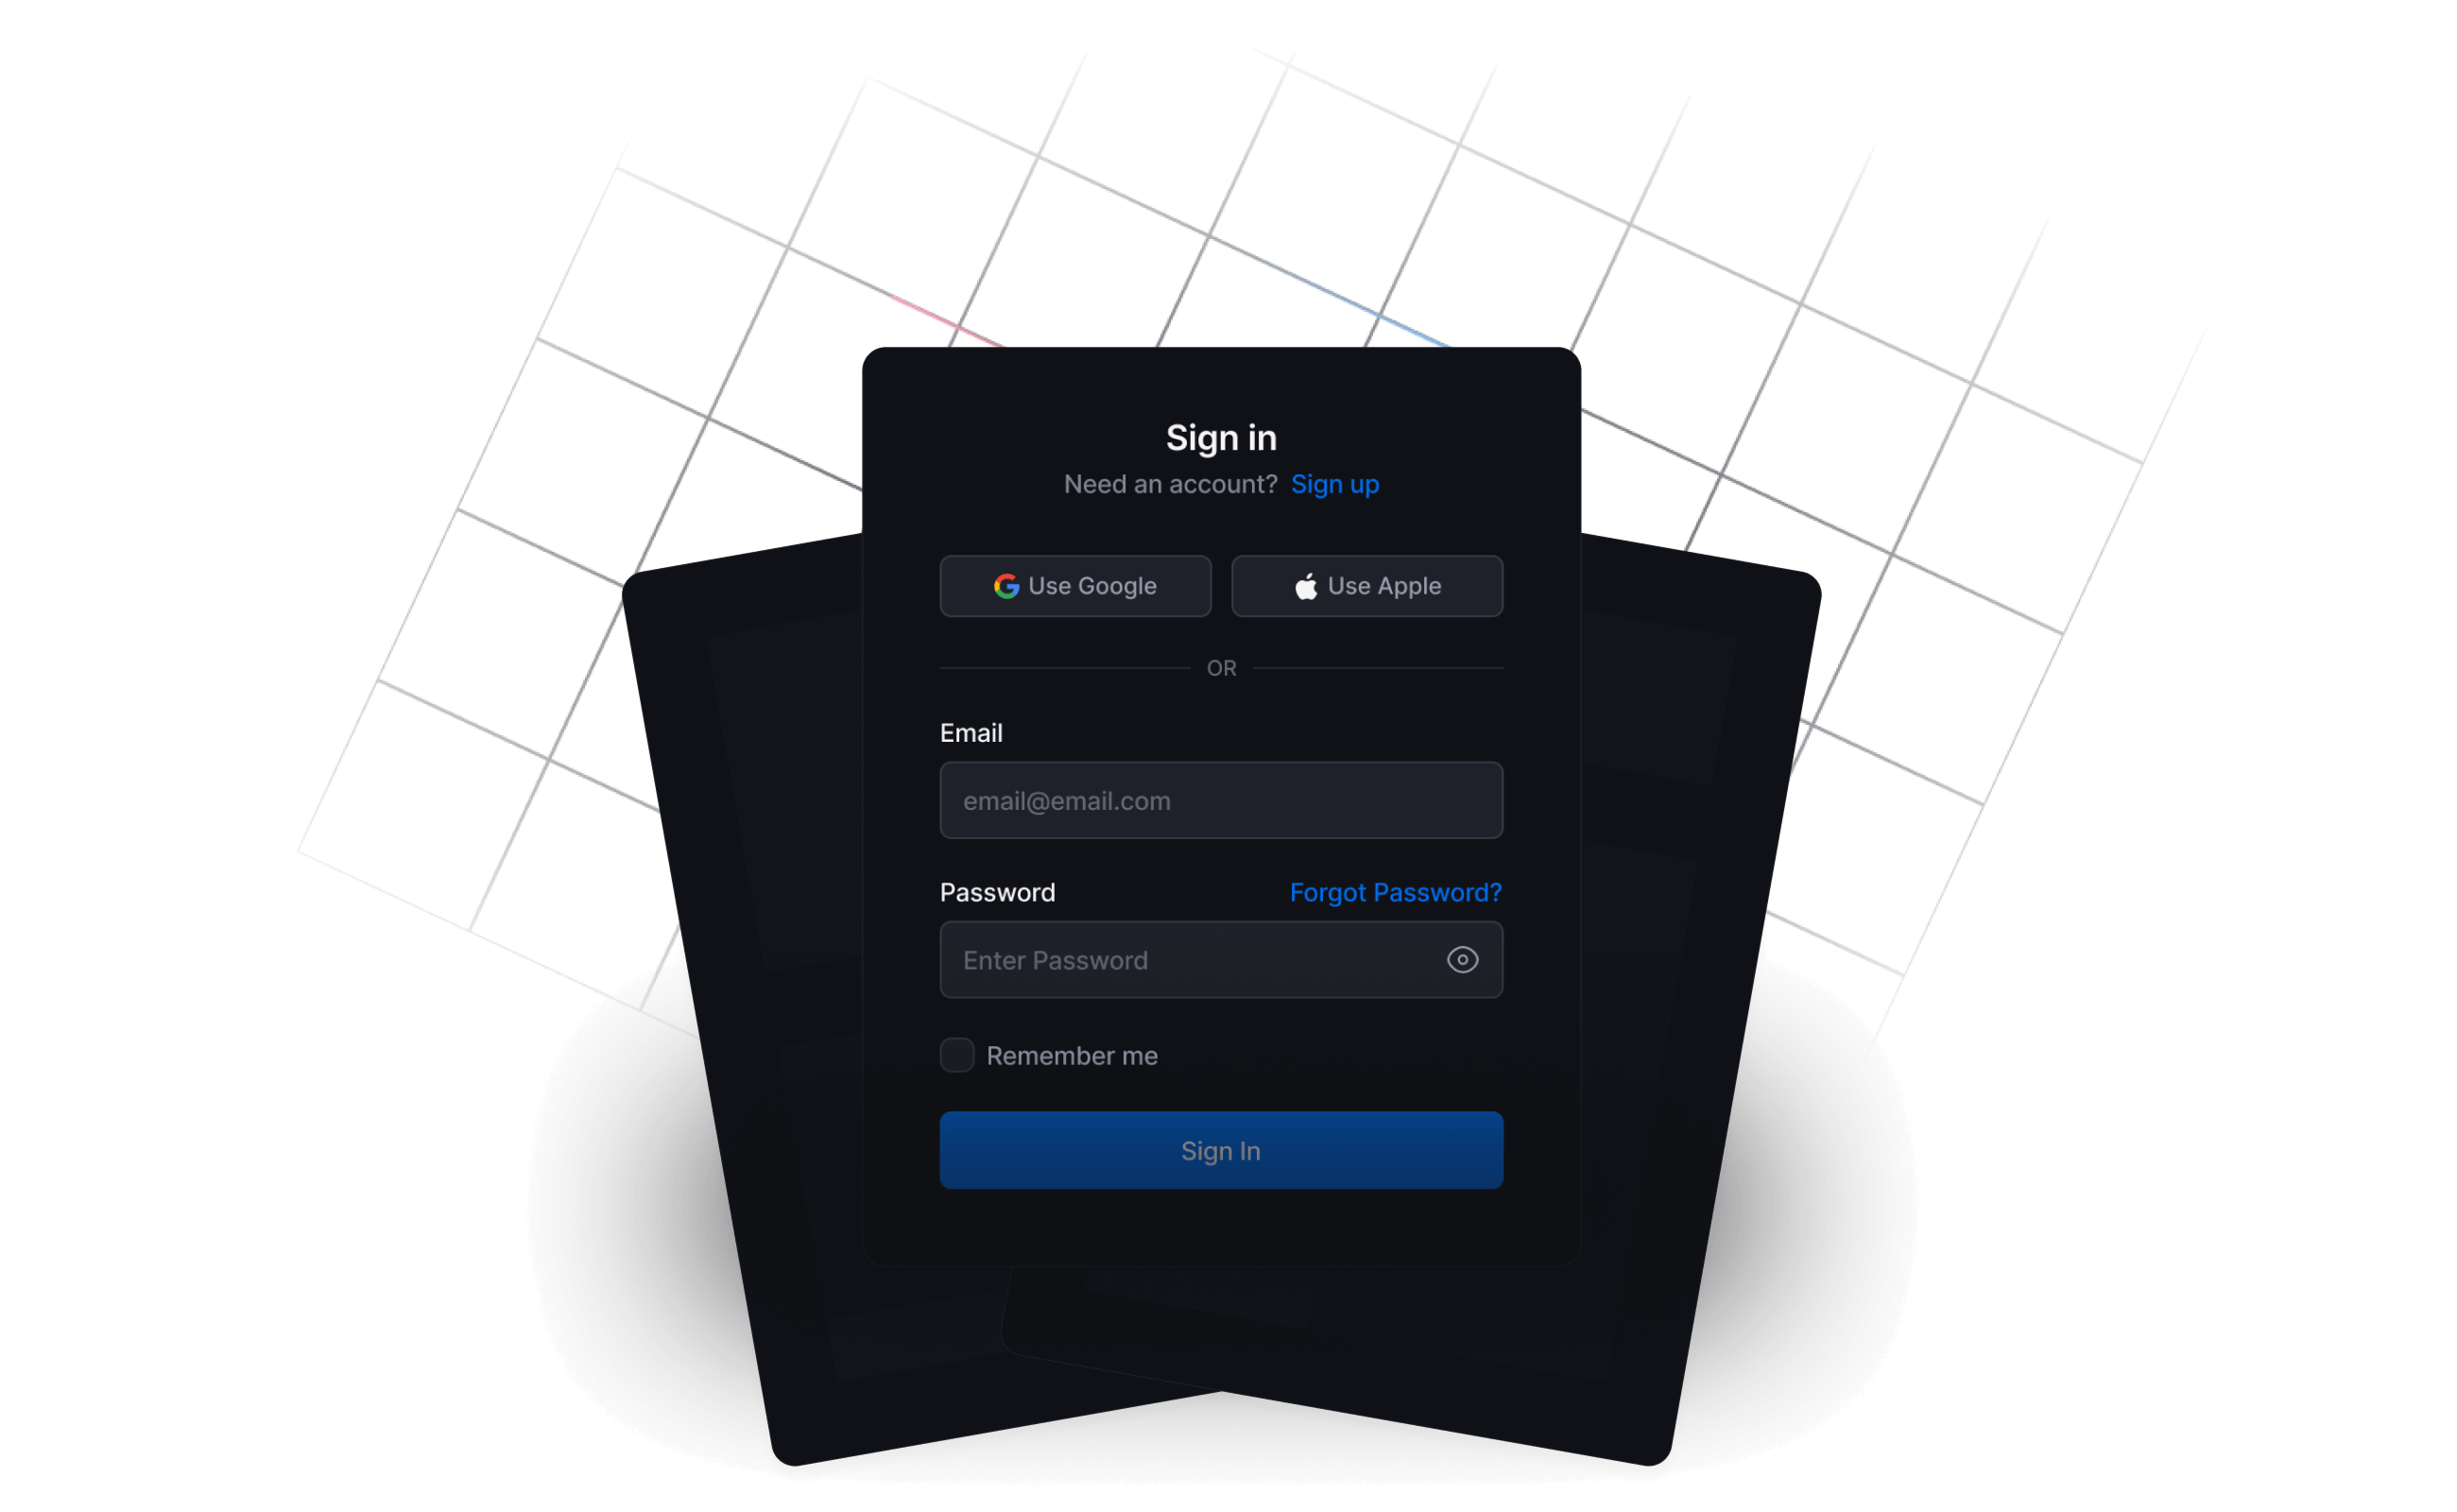 Sign in
Need an account? Sign up
Use Google
Use Apple
OR
Email
email@email.com
Password
Forgot Password?
Enter Password
Remember me
Sign In